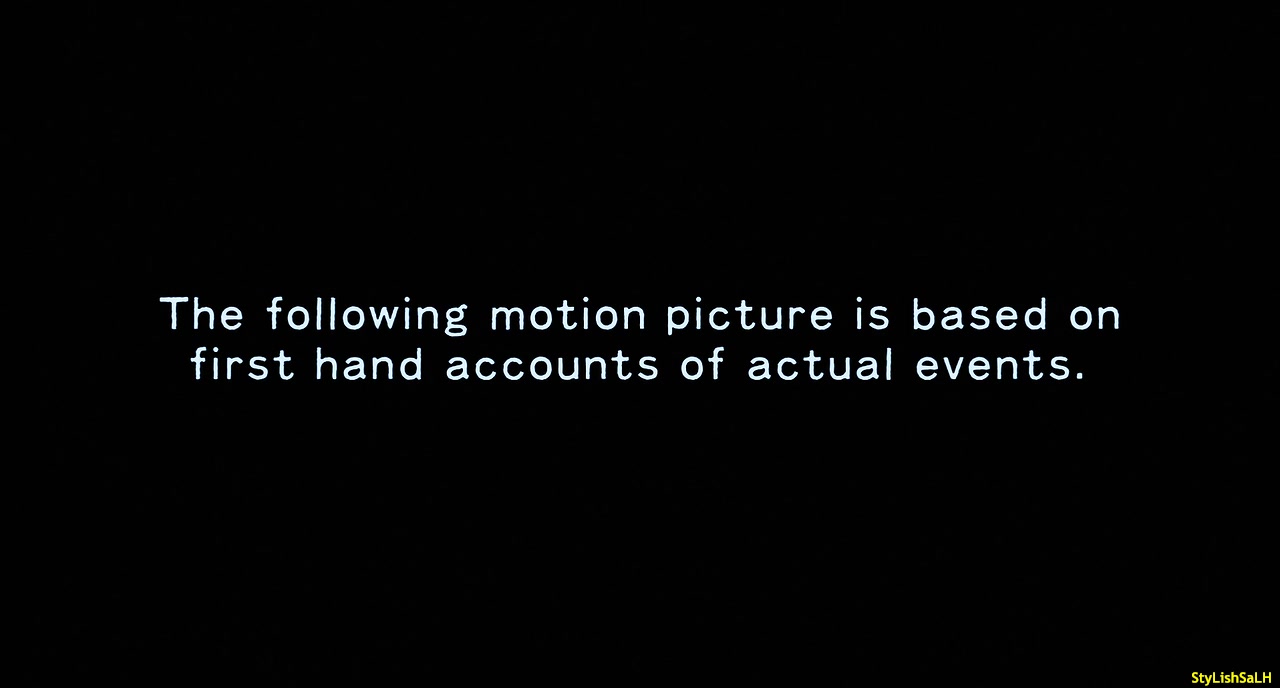 The following motion picture is based on
first hand accounts of actual events.
StyLishSaLH